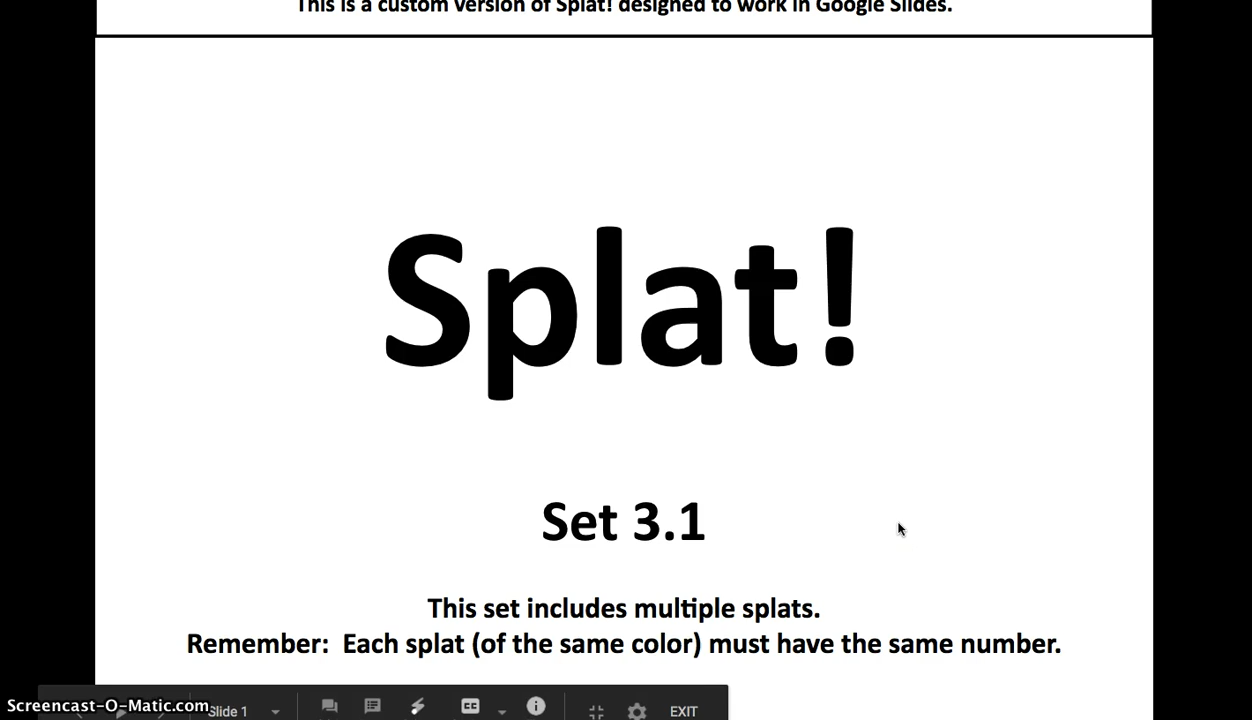 This is a custom version of Splat! designed to work in Google Slides.
Splat!
Set 3.1
This set includes multiple splats.
Remember: Each splat (of the same color) must have the same number.
Screencast-O-Matic.com
Slide 1
CC
EXIT